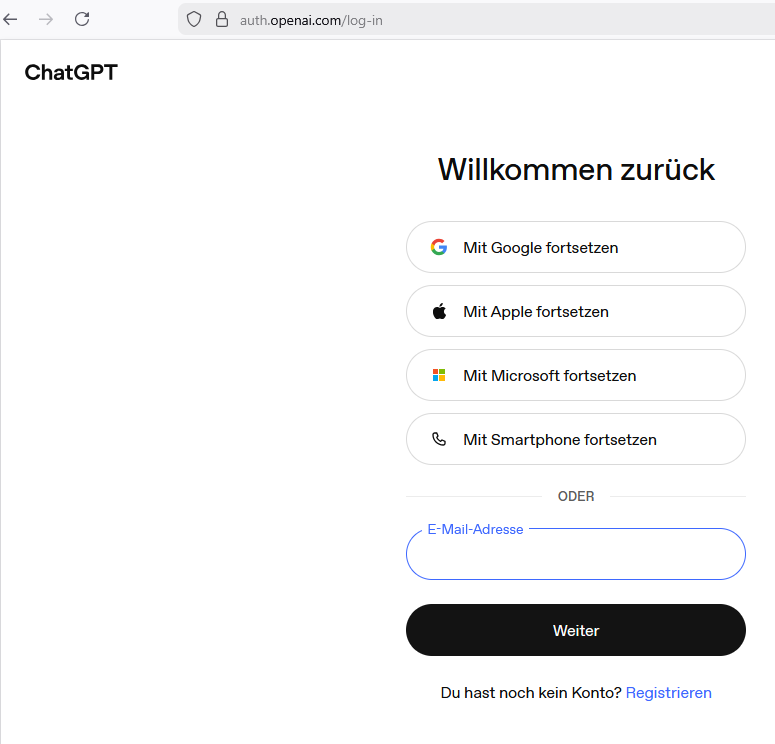 auth.openai.com/log-in
ChatGPT
Willkommen zurück
Mit Google fortsetzen
Mit Apple fortsetzen
Mit Microsoft fortsetzen
Mit Smartphone fortsetzen
ODER
E-Mail-Adresse
Weiter
Du hast noch kein Konto? Registrieren